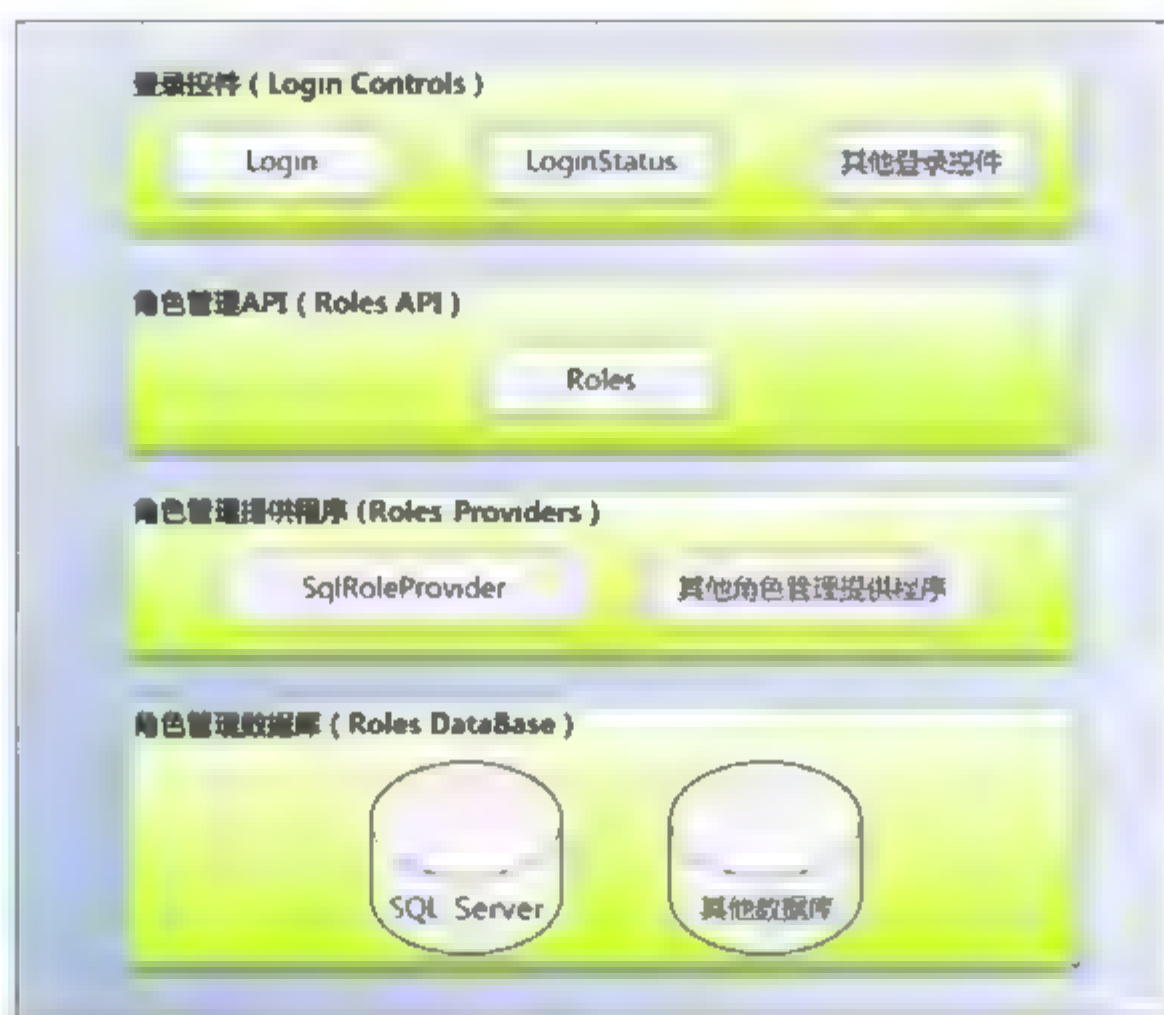 登录控件 ( Login Controls )
Login
LoginStatus
其他登录控件
角色管理API ( Roles API )
Roles
角色管理提供程序 (Roles Providers )
SqlRoleProvider
其他角色管理提供程序
角色管理数据库 ( Roles DataBase )
SQL Server
其他数据库